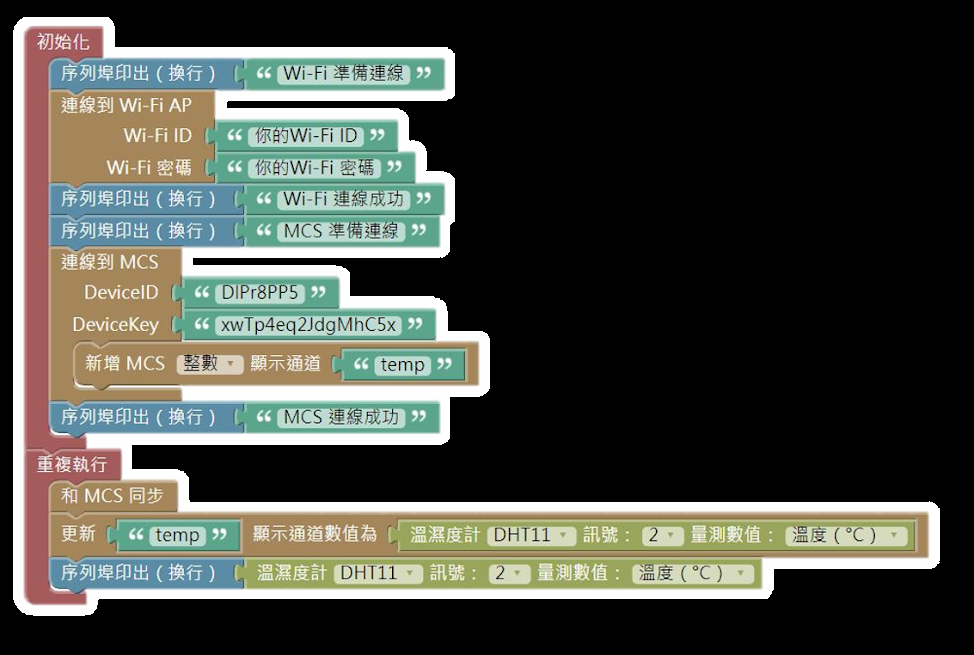 初始化
序列埠印出 ( 換行 ) “ Wi-Fi 準備連線 ”
連線到 Wi-Fi AP
Wi-Fi ID “ 你的Wi-Fi ID ”
Wi-Fi 密碼 “ 你的Wi-Fi 密碼 ”
序列埠印出 ( 換行 ) “ Wi-Fi 連線成功 ”
序列埠印出 ( 換行 ) “ MCS 準備連線 ”
連線到 MCS
DeviceID “ DIPr8PP5 ”
DeviceKey “ xwTp4eq2JdgMhC5x ”
新增 MCS 整數 顯示通道 “ temp ”
序列埠印出 ( 換行 ) “ MCS 連線成功 ”
重複執行
和 MCS 同步
更新 “ temp ” 顯示通道數值為 溫濕度計 DHT11 訊號： 2 量測數值： 溫度 ( °C )
序列埠印出 ( 換行 ) 溫濕度計 DHT11 訊號： 2 量測數值： 溫度 ( °C )